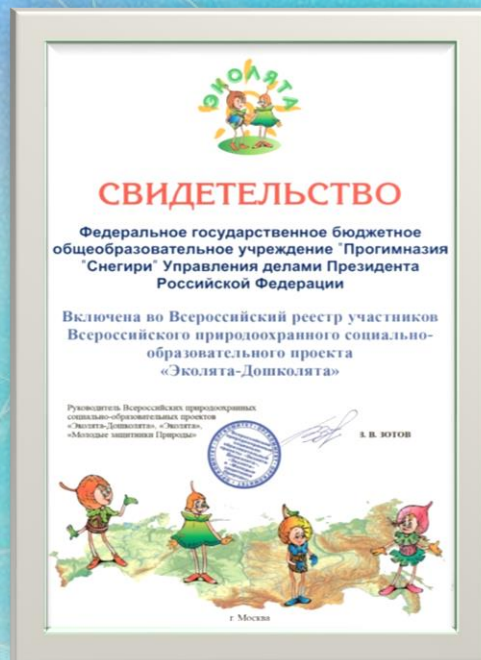 ЭКОЛЯТА
СВИДЕТЕЛЬСТВО
Федеральное государственное бюджетное
общеобразовательное учреждение "Прогимназия
"Снегири" Управления делами Президента
Российской Федерации
Включена во Всероссийский реестр участников
Всероссийского природоохранного социально-
образовательного проекта
«Эколята-Дошколята»
Руководитель Всероссийских природоохранных
социально-образовательных проектов
«Эколята-Дошколята», «Эколята»,
«Молодые защитники Природы»
З. В. ЗОТОВ
г. Москва